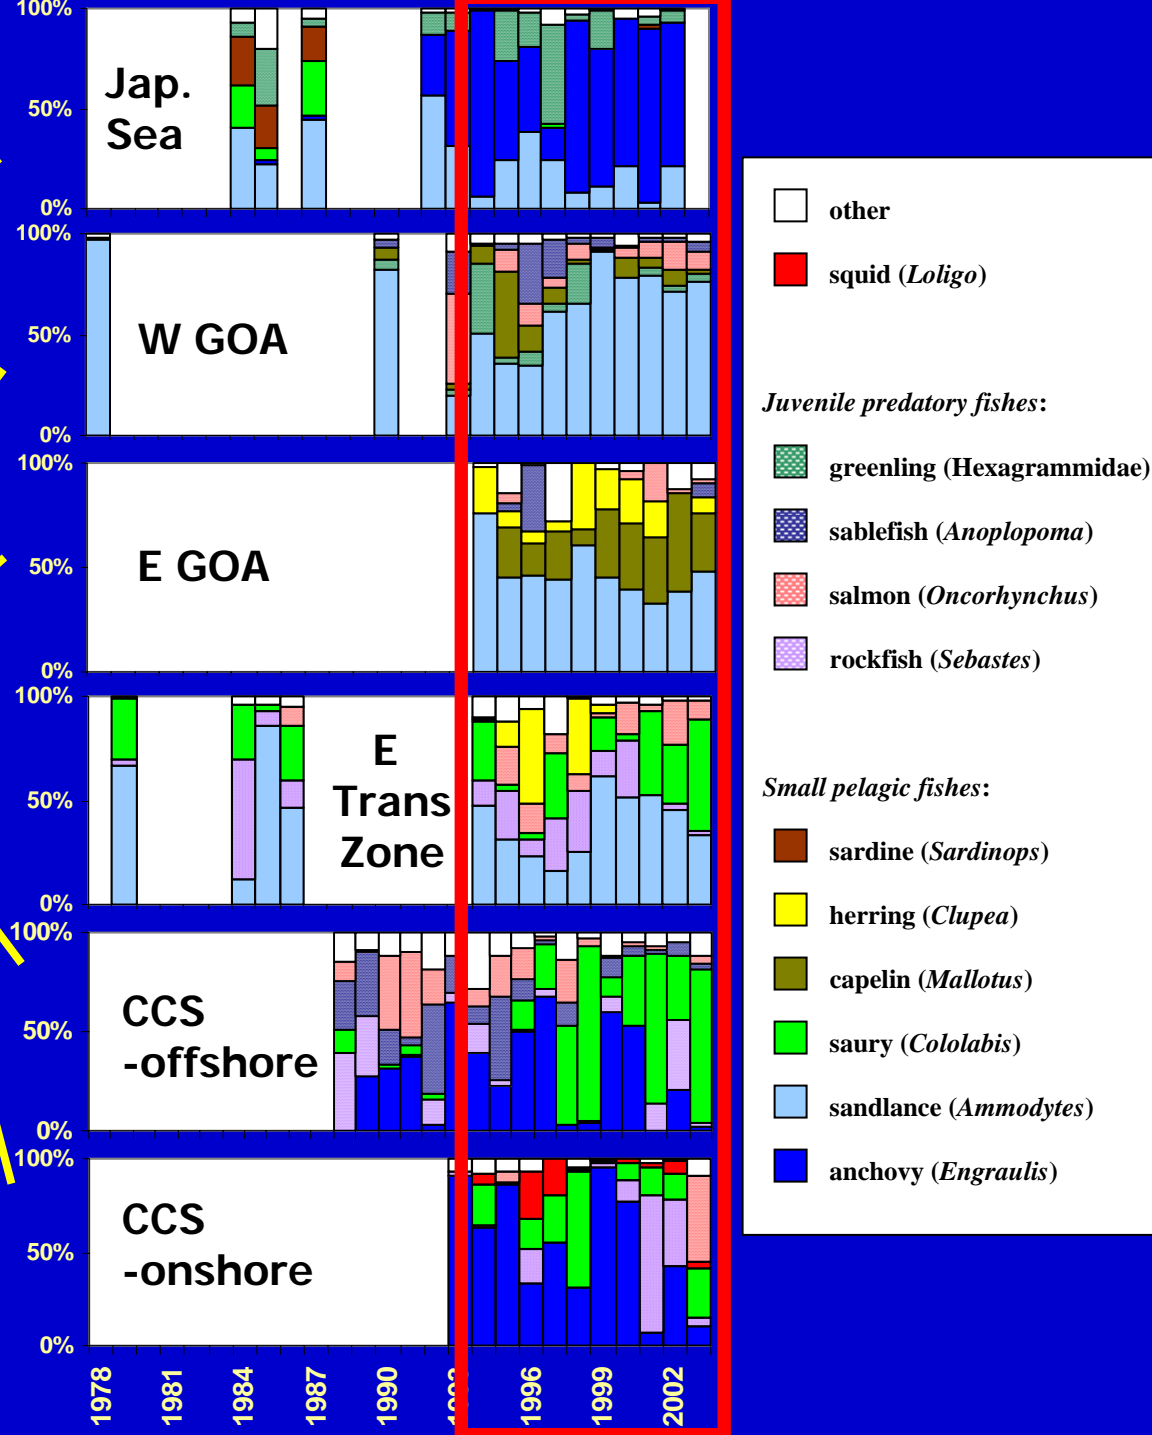 100%
50%
0%
Jap.
Sea
100%
50%
0%
W GOA
100%
50%
0%
E GOA
100%
50%
0%
E
Trans
Zone
100%
50%
0%
CCS
-offshore
100%
50%
0%
CCS
-onshore
1978
1981
1984
1987
1990
1996
1999
2002
other
squid (Loligo)
Juvenile predatory fishes:
greenling (Hexagrammidae)
sablefish (Anoplopoma)
salmon (Oncorhynchus)
rockfish (Sebastes)
Small pelagic fishes:
sardine (Sardinops)
herring (Clupea)
capelin (Mallotus)
saury (Cololabis)
sandlance (Ammodytes)
anchovy (Engraulis)